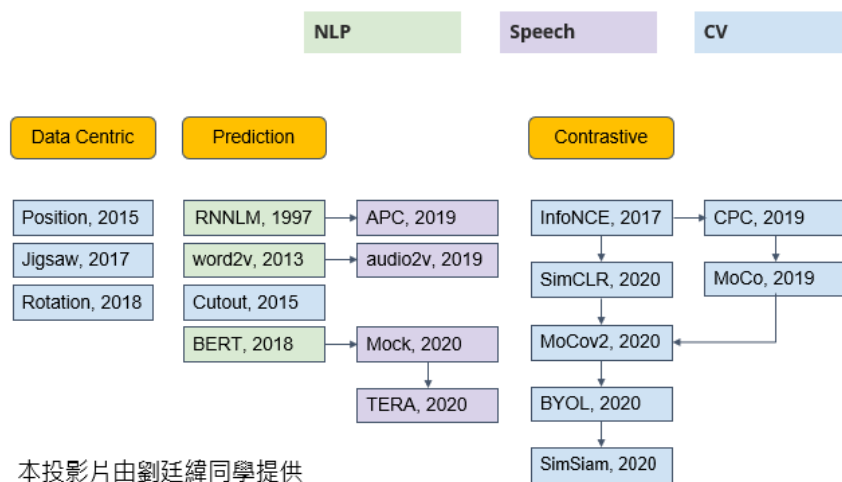 NLP
Speech
CV
Data Centric
Prediction
Contrastive
Position, 2015
RNNLM, 1997
APC, 2019
InfoNCE, 2017
CPC, 2019
Jigsaw, 2017
word2v, 2013
audio2v, 2019
SimCLR, 2020
MoCo, 2019
Rotation, 2018
Cutout, 2015
BERT, 2018
Mock, 2020
MoCov2, 2020
TERA, 2020
BYOL, 2020
SimSiam, 2020
本投影片由劉廷緯同學提供